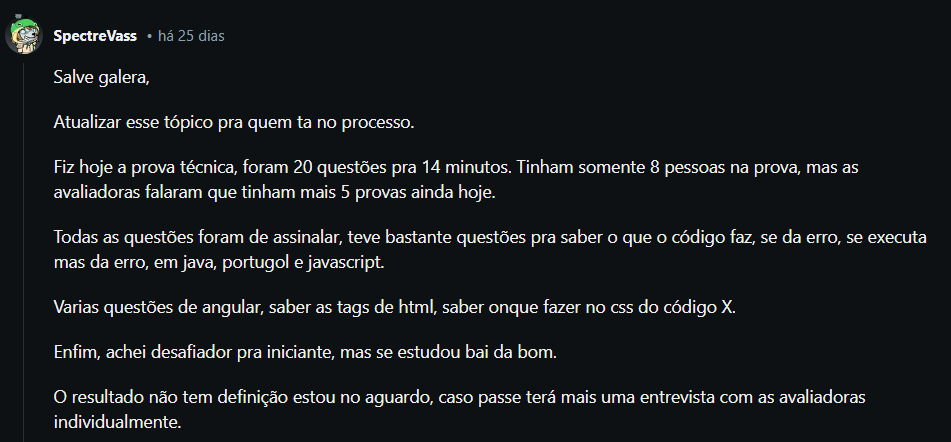 SpectreVass • há 25 dias
Salve galera,
Atualizar esse tópico pra quem ta no processo.
Fiz hoje a prova técnica, foram 20 questões pra 14 minutos. Tinham somente 8 pessoas na prova, mas as
avaliadoras falaram que tinham mais 5 provas ainda hoje.
Todas as questões foram de assinalar, teve bastante questões pra saber o que o código faz, se da erro, se executa
mas da erro, em java, portugol e javascript.
Varias questões de angular, saber as tags de html, saber onque fazer no css do código X.
Enfim, achei desafiador pra iniciante, mas se estudou bai da bom.
O resultado não tem definição estou no aguardo, caso passe terá mais uma entrevista com as avaliadoras
individualmente.